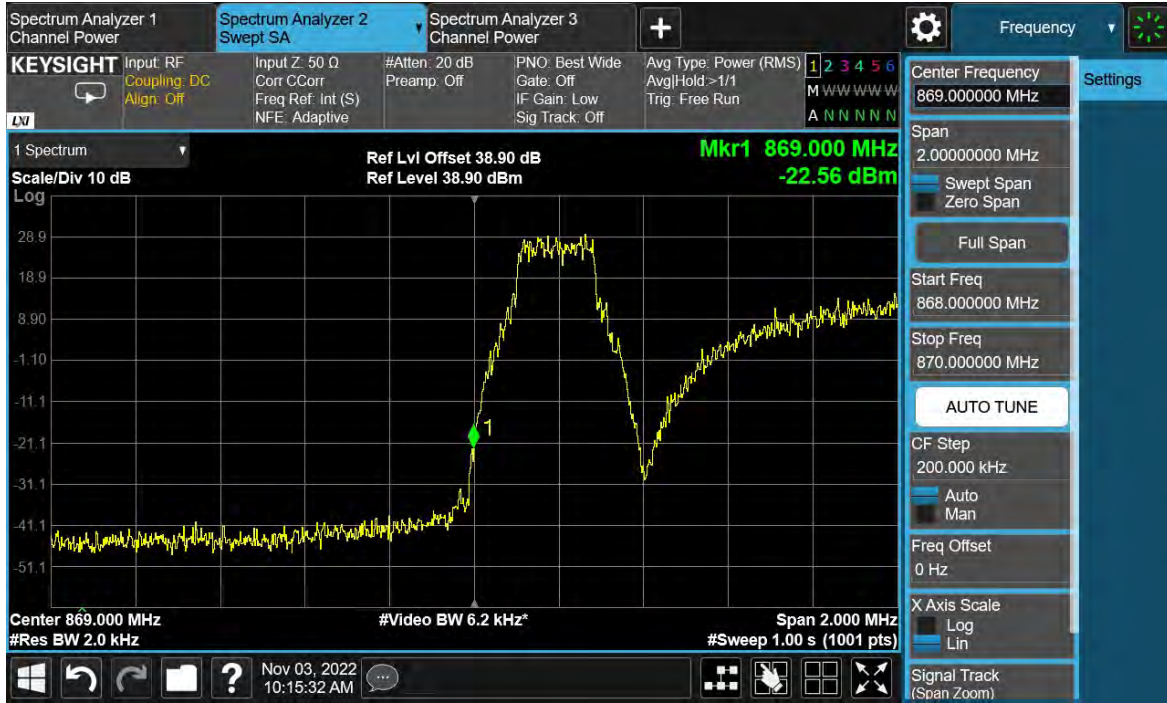 Spectrum Analyzer 1
Channel Power
Spectrum Analyzer 2
Swept SA
Spectrum Analyzer 3
Channel Power
Frequency
KEYSIGHT
LXI
Input: RF
Coupling: DC
Align: Off
Input Z: 50 Ω
Corr CCorr
Freq Ref: Int (S)
NFE: Adaptive
#Atten: 20 dB
Preamp: Off
PNO: Best Wide
Gate: Off
IF Gain: Low
Sig Track: Off
Avg Type: Power (RMS)
Avg|Hold:>1/1
Trig: Free Run
1 2 3 4 5 6
M W W W W W
A N N N N N
1 Spectrum
Scale/Div 10 dB
Ref Lvl Offset 38.90 dB
Ref Level 38.90 dBm
Mkr1 869.000 MHz
-22.56 dBm
Log
28.9
18.9
8.90
-1.10
-11.1
-21.1
-31.1
-41.1
-51.1
1
Center 869.000 MHz
#Res BW 2.0 kHz
#Video BW 6.2 kHz*
Span 2.000 MHz
#Sweep 1.00 s (1001 pts)
Center Frequency
869.000000 MHz
Settings
Span
2.00000000 MHz
Swept Span
Zero Span
Full Span
Start Freq
868.000000 MHz
Stop Freq
870.000000 MHz
AUTO TUNE
CF Step
200.000 kHz
Auto
Man
Freq Offset
0 Hz
X Axis Scale
Log
Lin
Signal Track
(Span Zoom)
?
Nov 03, 2022
10:15:32 AM